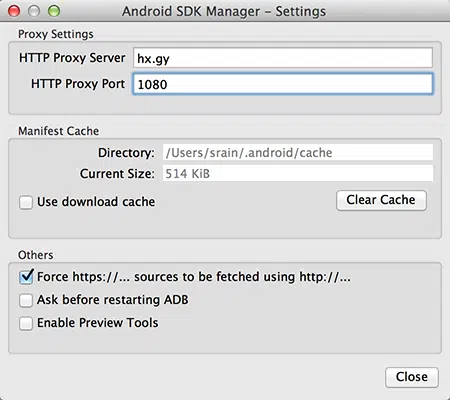 Android SDK Manager – Settings
Proxy Settings
HTTP Proxy Server hx.gy
HTTP Proxy Port 1080
Manifest Cache
Directory: /Users/srain/.android/cache
Current Size: 514 KiB
Use download cache Clear Cache
Others
Force https://... sources to be fetched using http://...
Ask before restarting ADB
Enable Preview Tools
Close